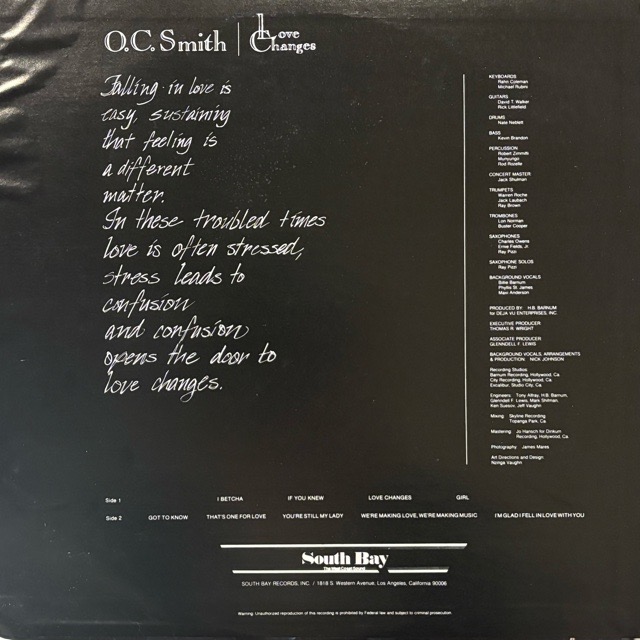 O.C. Smith | Love Changes
Falling in love is
easy, sustaining
that feeling is
a different
matter.
In these troubled times
love is often stressed,
stress leads to
confusion
and confusion
opens the door to
love changes.
KEYBOARDS
Rahn Coleman
Michael Rubini
GUITARS
David T. Walker
Rick Littlefield
DRUMS
Nate Neblett
BASS
Kevin Brandon
PERCUSSION
Robert Zimmitti
Munyungo
Rod Rozelle
CONCERT MASTER
Jack Shulman
TRUMPETS
Warren Roche
Jack Laubach
Ray Brown
TROMBONES
Lon Norman
Buster Cooper
SAXOPHONES
Charles Owens
Ernie Fields, Jr.
Ray Pizzi
SAXOPHONE SOLOS
Ray Pizzi
BACKGROUND VOCALS
Billie Barnum
Phyllis St. James
Maxi Anderson
PRODUCED BY: H.B. BARNUM
for DEJA VU ENTERPRISES, INC.
EXECUTIVE PRODUCER
THOMAS R. WRIGHT
ASSOCIATE PRODUCER
GLENNDELL F. LEWIS
BACKGROUND VOCALS, ARRANGEMENTS
& PRODUCTION: NICK JOHNSON
Recording Studios
Barnum Recording, Hollywood, Ca.
City Recording, Hollywood, Ca.
Excalibur, Studio City, Ca.
Engineers: Tony Alfray, H.B. Barnum,
Glenndell F. Lewis, Mark Shifman,
Ken Suesov, Jeff Vaughn
Mixing: Skyline Recording
Topanga Park, Ca.
Mastering: Jo Hansch for Dinkum
Recording, Hollywood, Ca.
Photography: James Mares
Art Directions and Design
Nzinga Vaughn
Side 1 I BETCHA IF YOU KNEW LOVE CHANGES GIRL
Side 2 GOT TO KNOW THAT'S ONE FOR LOVE YOU'RE STILL MY LADY WE'RE MAKING LOVE, WE'RE MAKING MUSIC I'M GLAD I FELL IN LOVE WITH YOU
South Bay
The West Coast Sound
SOUTH BAY RECORDS, INC. / 1818 S. Western Avenue, Los Angeles, California 90006
Warning: Unauthorized reproduction of this recording is prohibited by Federal law and subject to criminal prosecution.